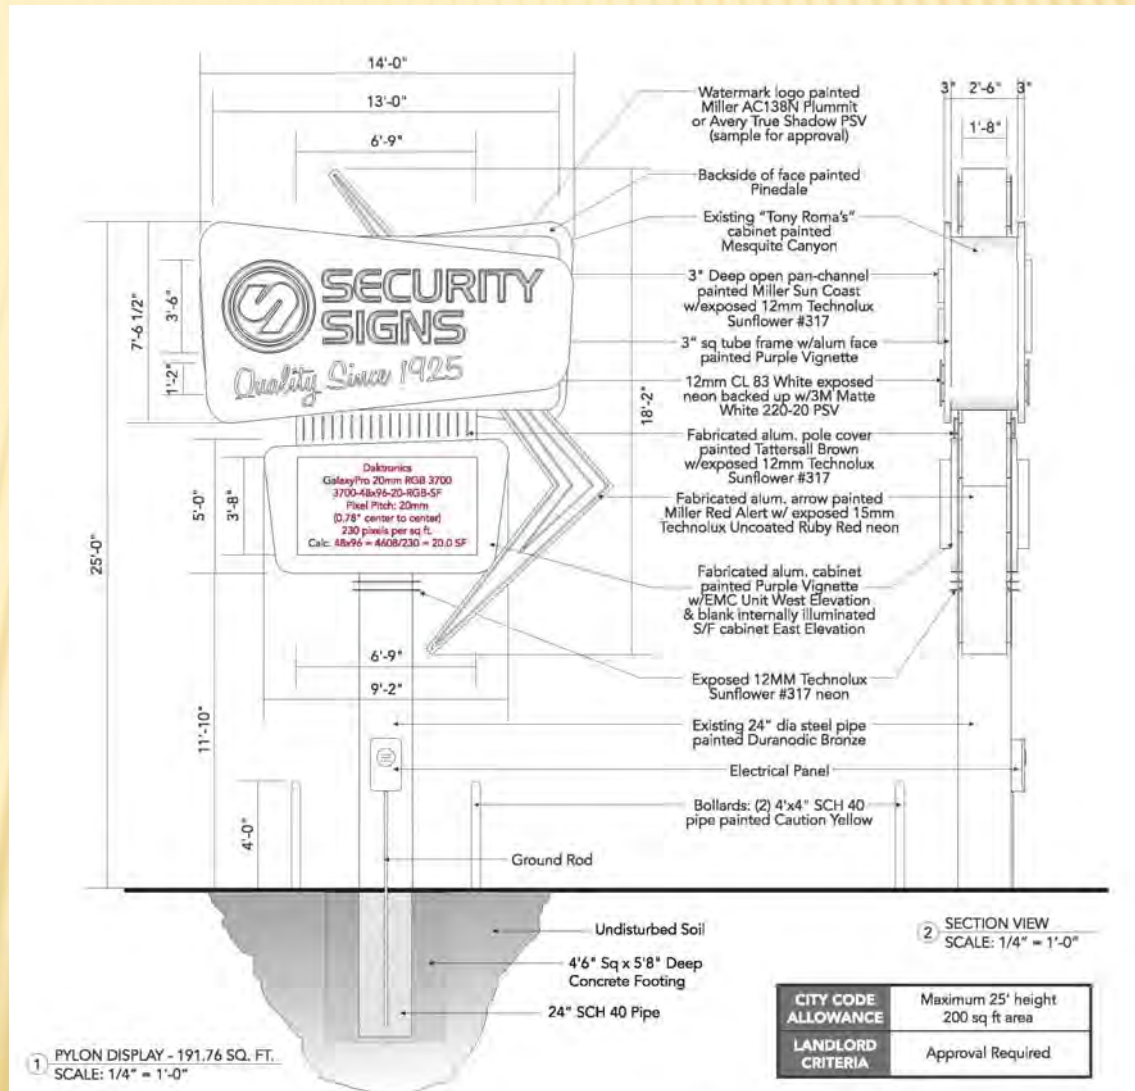 14'-0"
13'-0"
6'-9"
25'-0"
7'-6 1/2"
3'-6"
1'-2"
SECURITY
SIGNS
Quality Since 1925
18'-2"
5'-0"
3'-8"
Daktronics
GalaxyPro 20mm RGB 3700
3700-48x96-20-RGB-SF
Pixel Pitch: 20mm
(0.78" center to center)
230 pixels per sq ft.
Calc. 48x96 = 4608/230 = 20.0 SF
6'-9"
9'-2"
11'-10"
4'-0"
Watermark logo painted
Miller AC138N Plummit
or Avery True Shadow PSV
(sample for approval)
Backside of face painted
Pinedale
Existing "Tony Roma's"
cabinet painted
Mesquite Canyon
3" Deep open pan-channel
painted Miller Sun Coast
w/exposed 12mm Technolux
Sunflower #317
3" sq tube frame w/alum face
painted Purple Vignette
12mm CL 83 White exposed
neon backed up w/3M Matte
White 220-20 PSV
Fabricated alum. pole cover
painted Tattersall Brown
w/exposed 12mm Technolux
Sunflower #317
Fabricated alum. arrow painted
Miller Red Alert w/ exposed 15mm
Technolux Uncoated Ruby Red neon
Fabricated alum. cabinet
painted Purple Vignette
w/EMC Unit West Elevation
& blank internally illuminated
S/F cabinet East Elevation
Exposed 12MM Technolux
Sunflower #317 neon
Existing 24" dia steel pipe
painted Duranodic Bronze
Electrical Panel
Bollards: (2) 4'x4" SCH 40
pipe painted Caution Yellow
Ground Rod
3" 2'-6" 3"
1'-8"
Undisturbed Soil
4'6" Sq x 5'8" Deep
Concrete Footing
24" SCH 40 Pipe
1 PYLON DISPLAY - 191.76 SQ. FT.
SCALE: 1/4" = 1'-0"
2 SECTION VIEW
SCALE: 1/4" = 1'-0"
CITY CODE
ALLOWANCE
Maximum 25' height
200 sq ft area
LANDLORD
CRITERIA
Approval Required